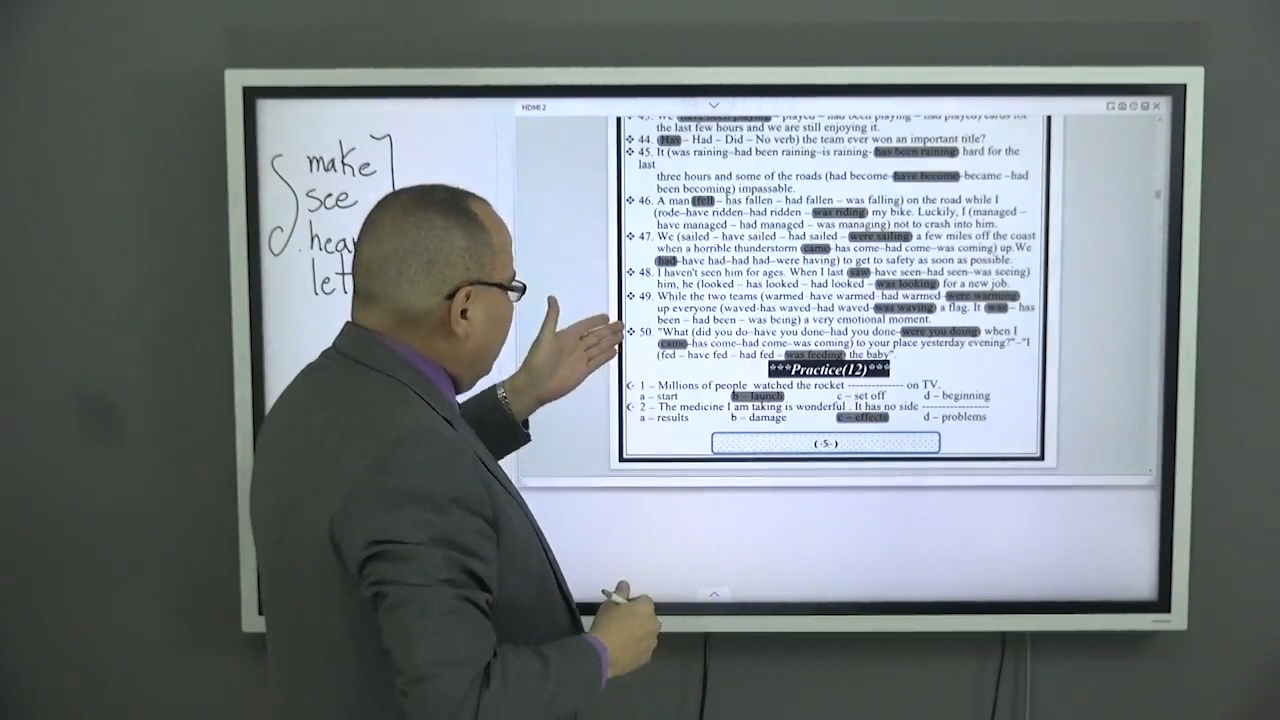 HDMI 2
make
see
hear
let
the last few hours and we are still enjoying it.
❖ 44. (Has – Had – Did – No verb) the team ever won an important title?
❖ 45. It (was raining–had been raining–is raining- has been raining) hard for the
last
three hours and some of the roads (had become- have become–became –had
been becoming) impassable.
❖ 46. A man (fell – has fallen – had fallen – was falling) on the road while I
(rode–have ridden–had ridden – was riding) my bike. Luckily, I (managed –
have managed – had managed – was managing) not to crash into him.
❖ 47. We (sailed – have sailed – had sailed – were sailing) a few miles off the coast
when a horrible thunderstorm (came – has come–had come–was coming) up.We
(had–have had–had had–were having) to get to safety as soon as possible.
❖ 48. I haven't seen him for ages. When I last (saw–have seen–had seen–was seeing)
him, he (looked – has looked – had looked – was looking) for a new job.
❖ 49. While the two teams (warmed–have warmed–had warmed–were warming)
up everyone (waved-has waved–had waved–was waving) a flag. It (was – has
been – had been – was being) a very emotional moment.
❖ 50. "What (did you do–have you done–had you done–were you doing) when I
(came–has come–had come–was coming) to your place yesterday evening?"–"I
(fed – have fed – had fed – was feeding) the baby".
***Practice(12)***
1 – Millions of people watched the rocket -------------- on TV.
a – start b – launch c – set off d – beginning
2 – The medicine I am taking is wonderful . It has no side -----------------
a – results b – damage c – effects d – problems
( -5- )